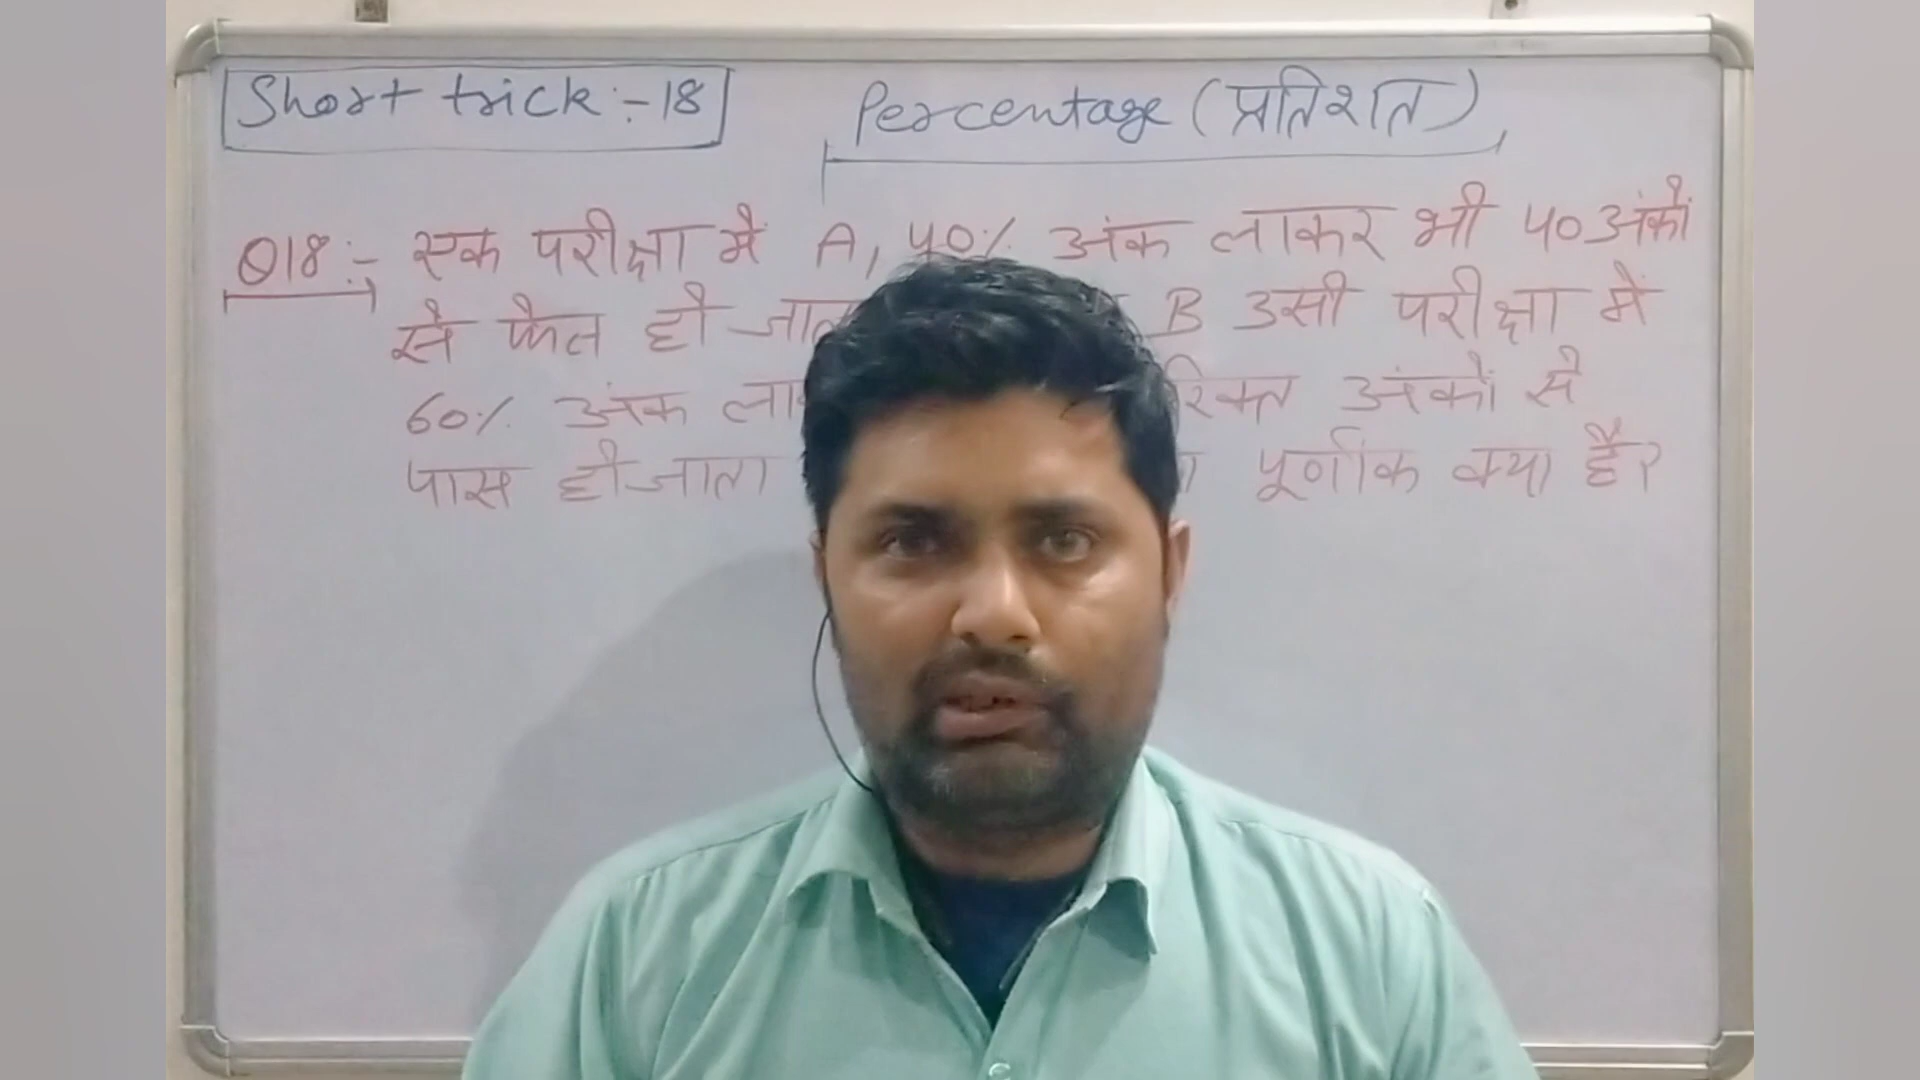 Short trick :- 18
Percentage (प्रतिशत)
Q18 :- एक परीक्षा में A, 40% अंक लाकर भी 40 अंकों
से फैल हो B उसी परीक्षा में
60% अंक अंकों से
पास हो जाता पूर्णांक क्या है?